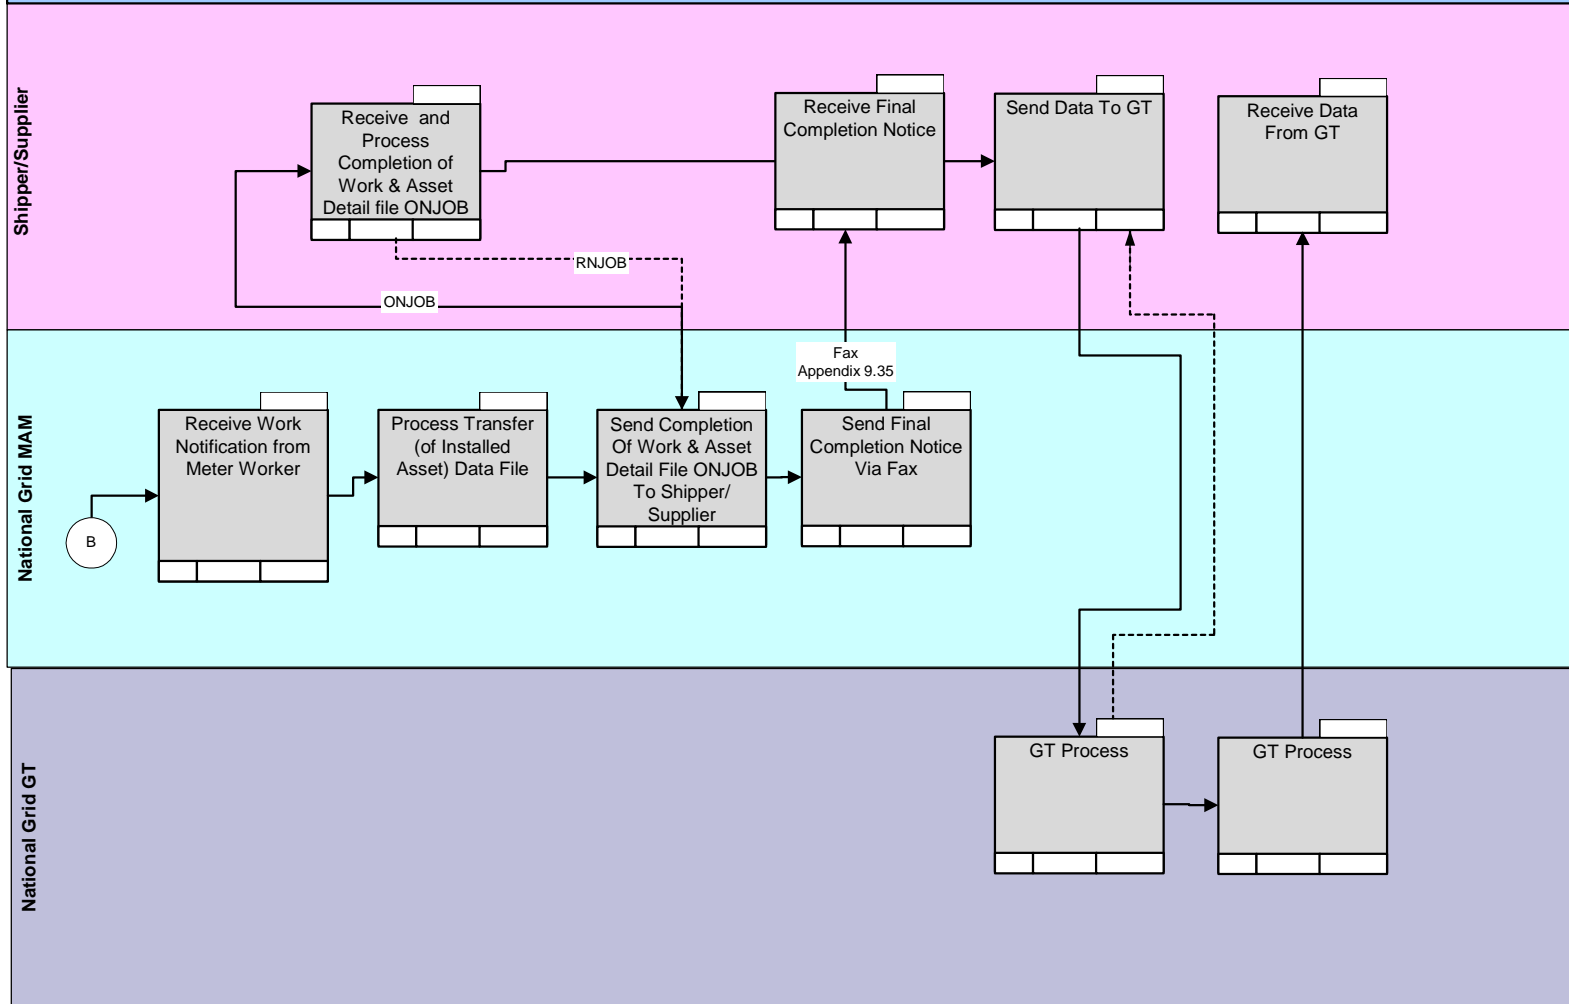 Shipper/Supplier
Receive and
Process
Completion of
Work & Asset
Detail file ONJOB
Receive Final
Completion Notice
Send Data To GT
Receive Data
From GT
RNJOB
ONJOB
National Grid MAM
Fax
Appendix 9.35
B
Receive Work
Notification from
Meter Worker
Process Transfer
(of Installed
Asset) Data File
Send Completion
Of Work & Asset
Detail File ONJOB
To Shipper/
Supplier
Send Final
Completion Notice
Via Fax
National Grid GT
GT Process
GT Process